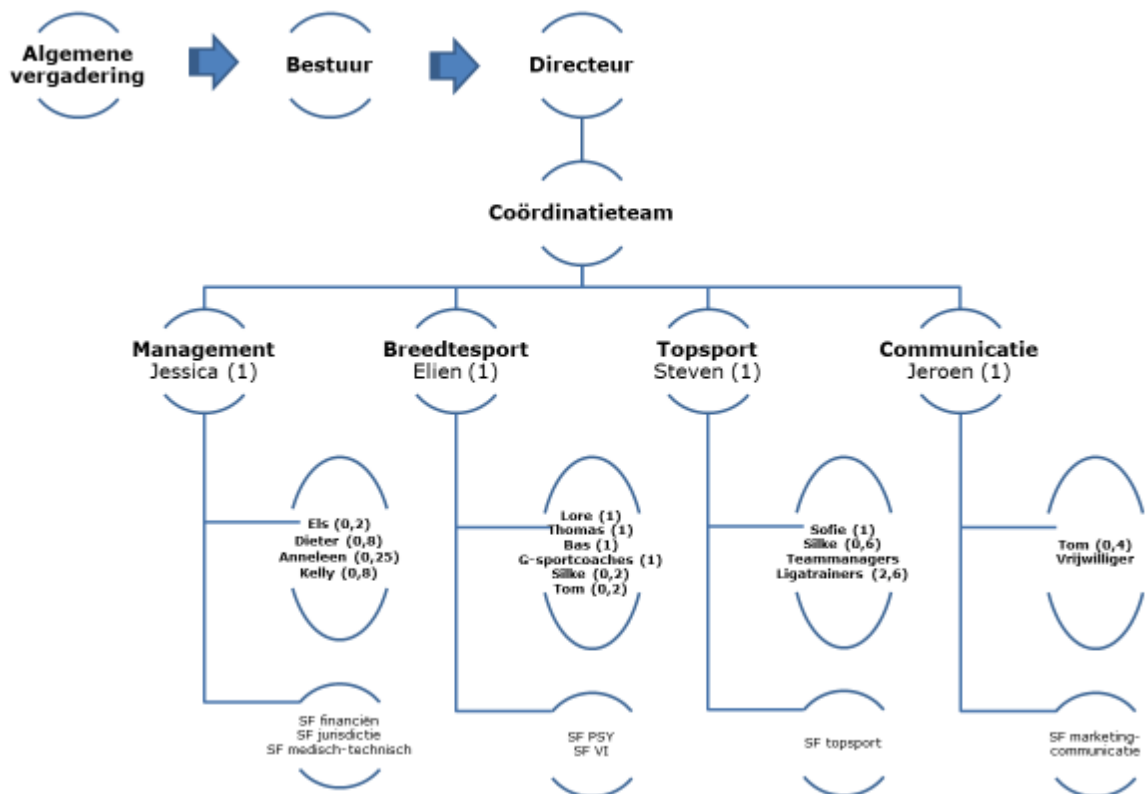 Algemene
vergadering
Bestuur
Directeur
Coördinatieteam
Management
Jessica (1)
Breedtesport
Elien (1)
Topsport
Steven (1)
Communicatie
Jeroen (1)
Els (0,2)
Dieter (0,8)
Anneleen (0,25)
Kelly (0,8)
Lore (1)
Thomas (1)
Bas (1)
G-sportcoaches (1)
Silke (0,2)
Tom (0,2)
Sofie (1)
Silke (0,6)
Teammanagers
Ligatrainers (2,6)
Tom (0,4)
Vrijwilliger
SF financiën
SF jurisdictie
SF medisch-technisch
SF PSY
SF VI
SF topsport
SF marketing-
communicatie